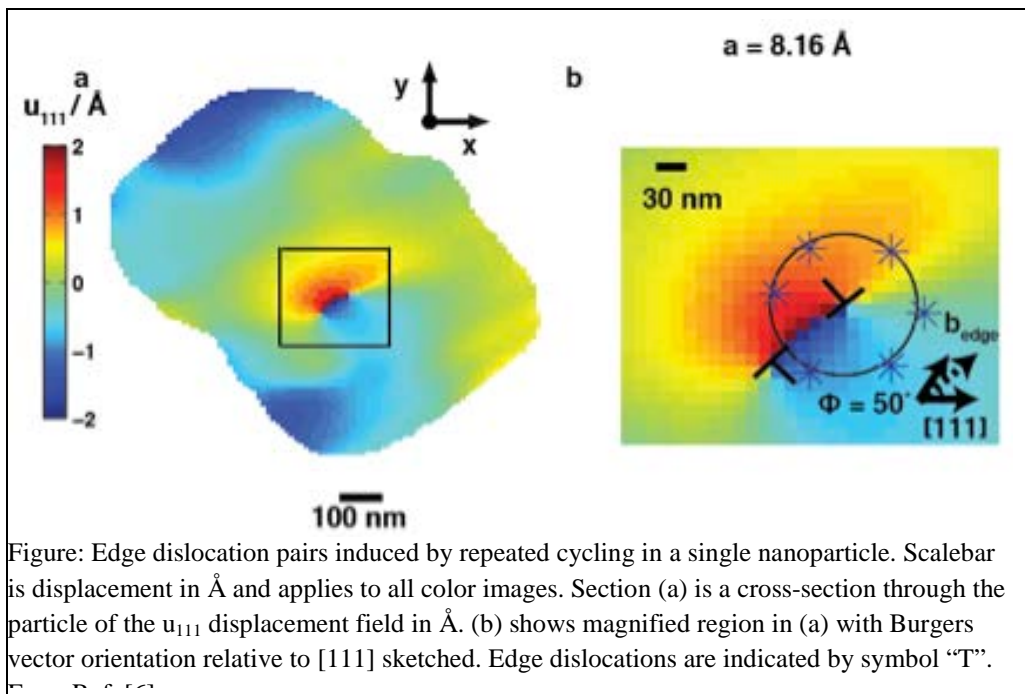 a = 8.16 Å
a
b
u111 / Å
y
x
2
1
0
−1
−2
30 nm
bedge
Φ = 50°
[111]
100 nm
Figure: Edge dislocation pairs induced by repeated cycling in a single nanoparticle. Scalebar
is displacement in Å and applies to all color images. Section (a) is a cross-section through the
particle of the u111 displacement field in Å. (b) shows magnified region in (a) with Burgers
vector orientation relative to [111] sketched. Edge dislocations are indicated by symbol “T”.